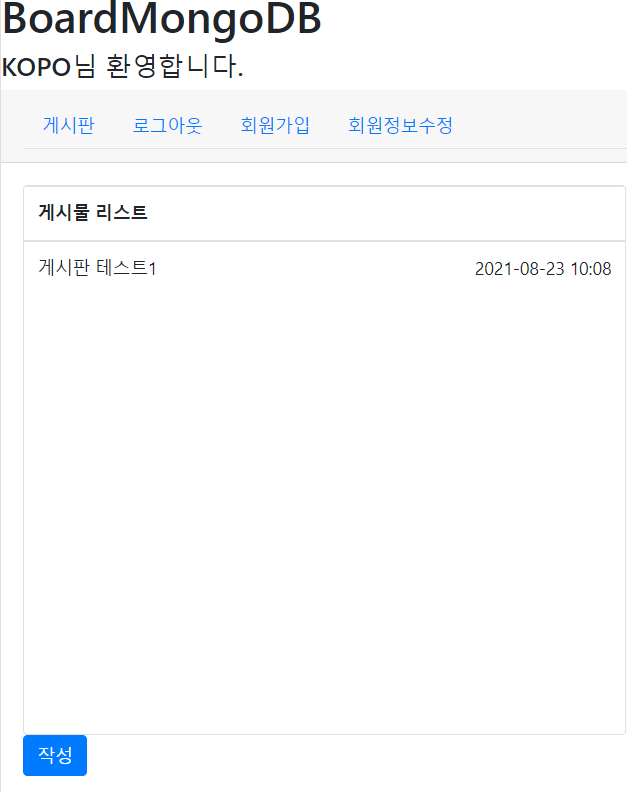 BoardMongoDB
KOPO님 환영합니다.
게시판 로그아웃 회원가입 회원정보수정
게시물 리스트
게시판 테스트1 2021-08-23 10:08
작성